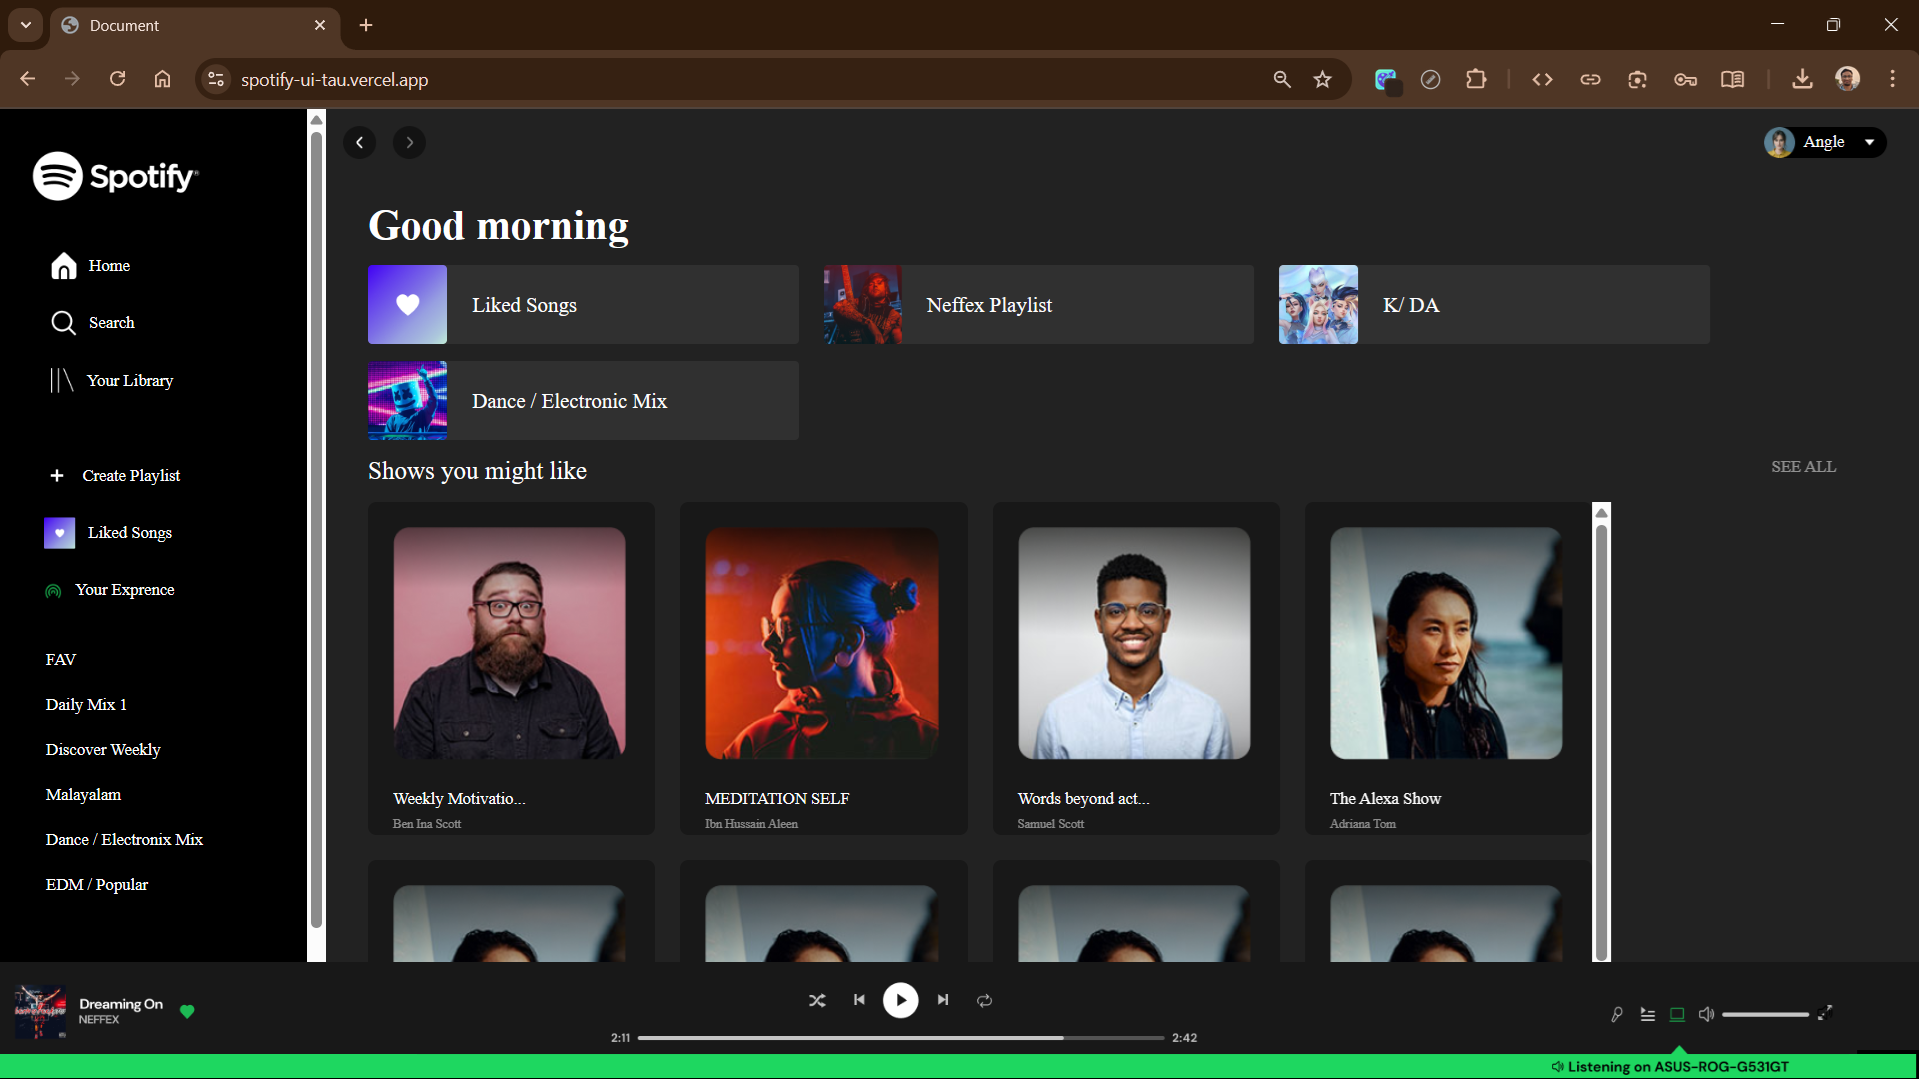 Document
spotify-ui-tau.vercel.app
Spotify
Home
Search
Your Library
Create Playlist
Liked Songs
Your Exprence
FAV
Daily Mix 1
Discover Weekly
Malayalam
Dance / Electronix Mix
EDM / Popular
Angle
Good morning
Liked Songs
Neffex Playlist
K/ DA
Dance / Electronic Mix
Shows you might like
SEE ALL
Weekly Motivatio...
Ben Ina Scott
MEDITATION SELF
Ibn Hussain Aleen
Words beyond act...
Samuel Scott
The Alexa Show
Adriana Tom
Dreaming On
NEFFEX
2:11
2:42
Listening on ASUS-ROG-G531GT